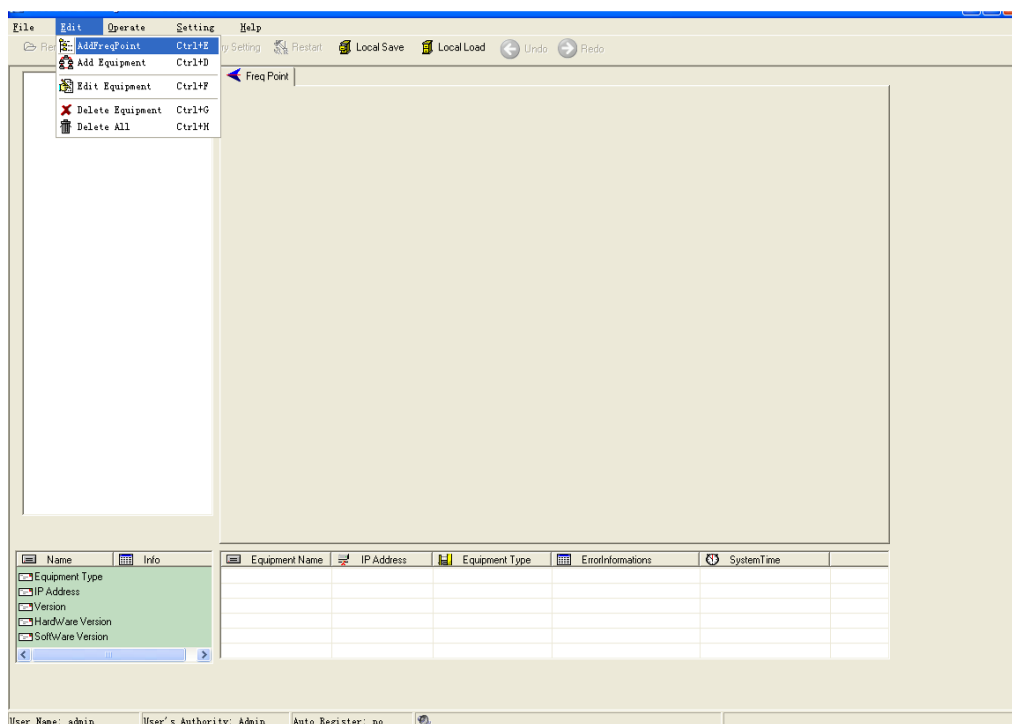 File Edit Operate Setting Help
AddFreqPoint Ctrl+E
Setting Restart Local Save Local Load Undo Redo
Add Equipment Ctrl+D
Freq Point
Edit Equipment Ctrl+F
Delete Equipment Ctrl+G
Delete All Ctrl+H
Name Info
Equipment Name IP Address Equipment Type ErrorInformations SystemTime
Equipment Type
IP Address
Version
HardWare Version
SoftWare Version
User Name: admin User's Authority: Admin Auto Register: no